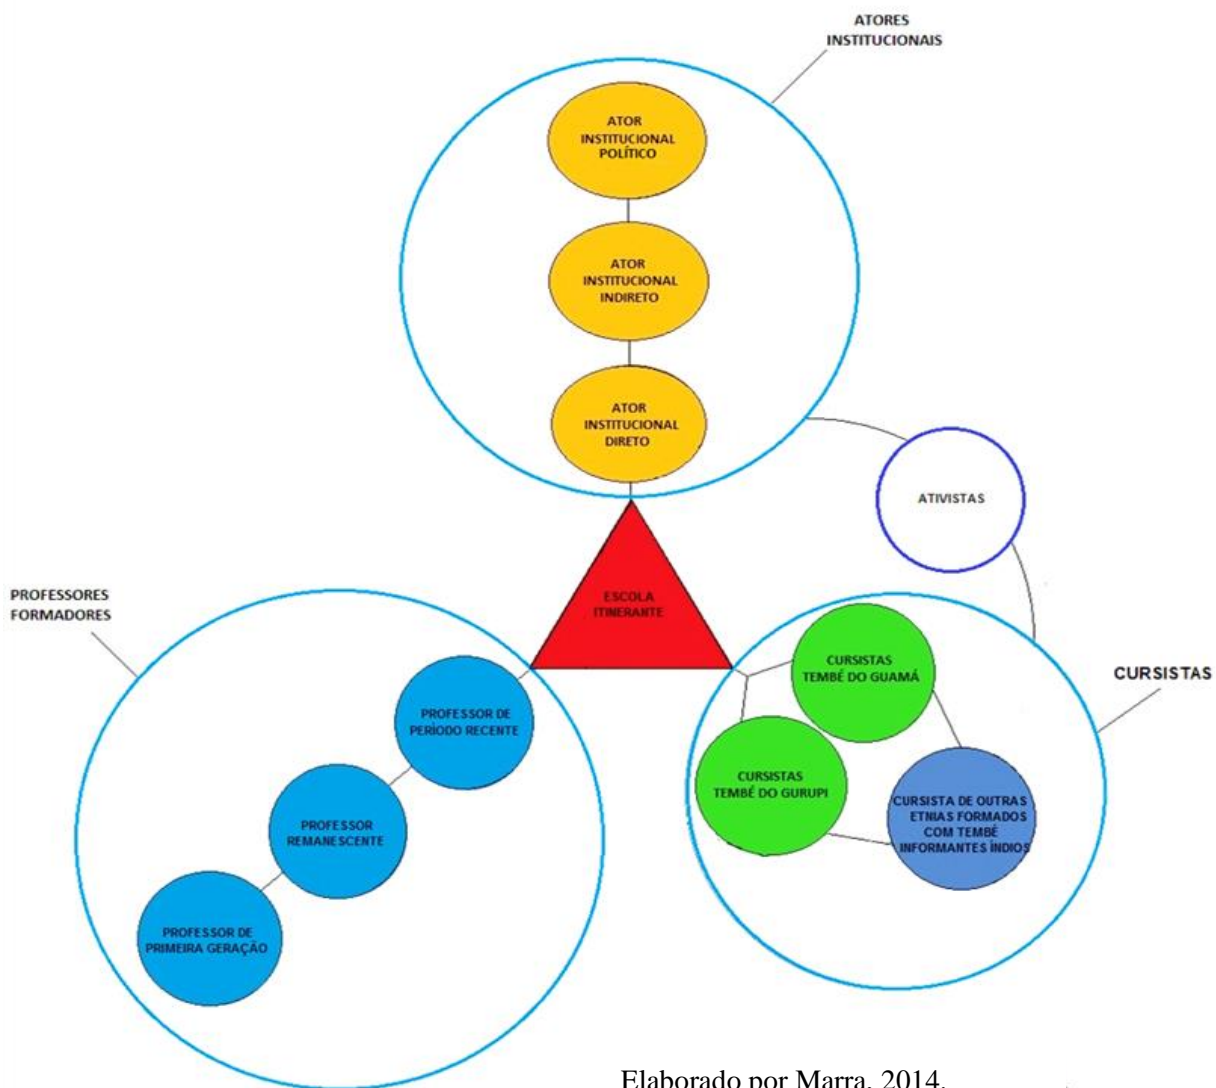 ATORES
INSTITUCIONAIS
ATOR
INSTITUCIONAL
POLÍTICO
ATOR
INSTITUCIONAL
INDIRETO
ATOR
INSTITUCIONAL
DIRETO
ATIVISTAS
ESCOLA
ITINERANTE
PROFESSORES
FORMADORES
PROFESSOR DE
PERÌODO RECENTE
PROFESSOR
REMANESCENTE
PROFESSOR DE
PRIMEIRA GERAÇÃO
CURSISTAS
TEMBÉ DO GUAMÁ
CURSISTAS
CURSISTAS
TEMBÉ DO GURUPI
CURSISTA DE OUTRAS
ETNIAS FORMADOS
COM TEMBÉ
INFORMANTES ÍNDIOS
Elaborado por Marra, 2014.